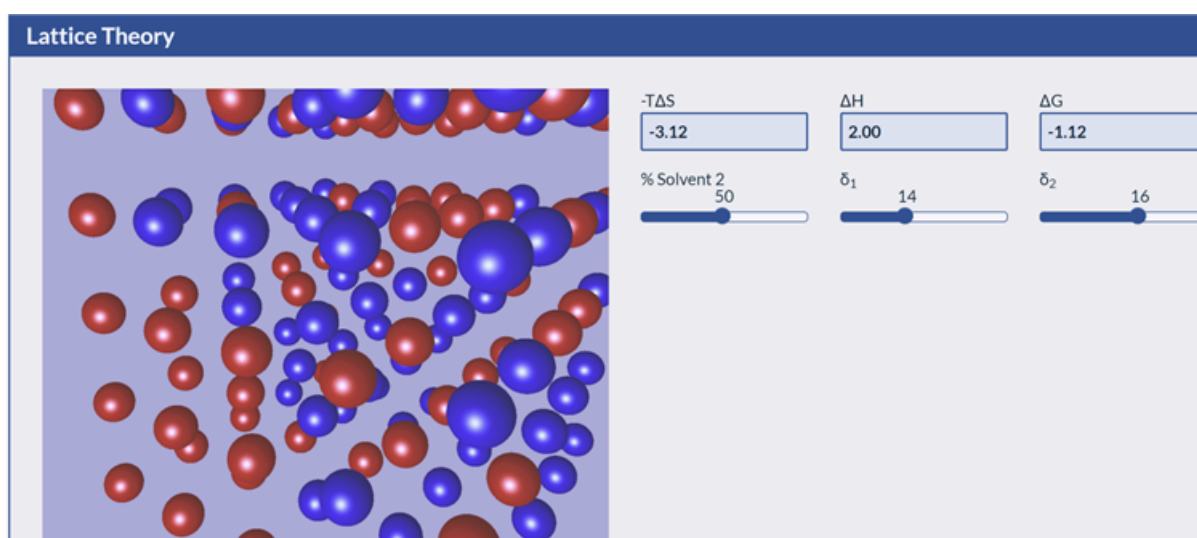 Lattice Theory
-TΔS ΔH ΔG
-3.12 2.00 -1.12
% Solvent 2 δ₁ δ₂
50 14 16